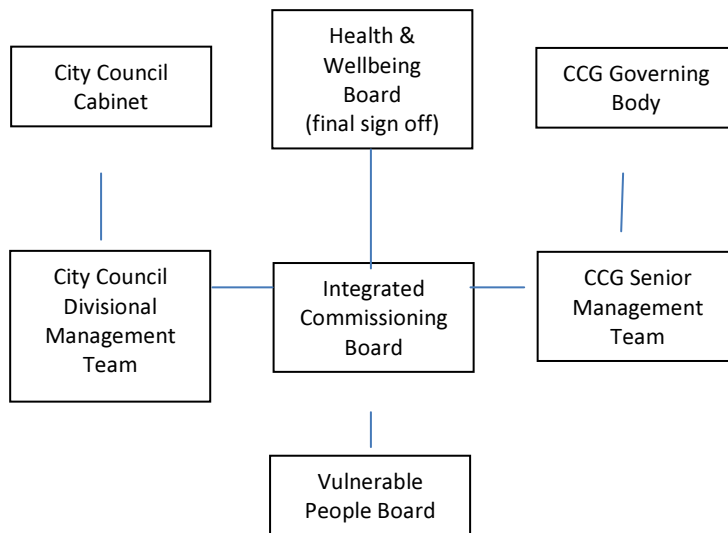 City Council
Cabinet
Health &
Wellbeing
Board
(final sign off)
CCG Governing
Body
City Council
Divisional
Management
Team
Integrated
Commissioning
Board
CCG Senior
Management
Team
Vulnerable
People Board